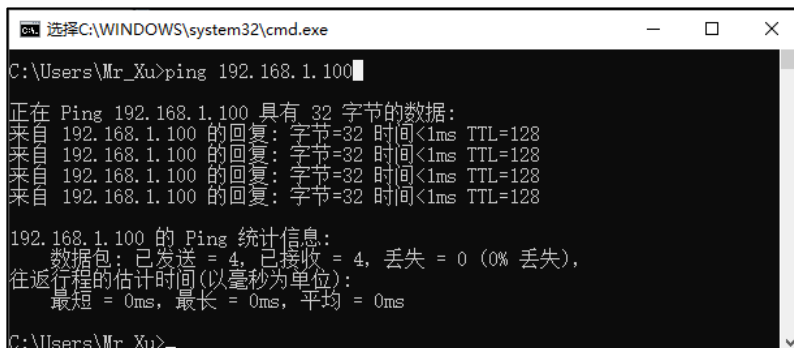 选择C:\WINDOWS\system32\cmd.exe
C:\Users\Mr_Xu>ping 192.168.1.100
正在 Ping 192.168.1.100 具有 32 字节的数据:
来自 192.168.1.100 的回复: 字节=32 时间<1ms TTL=128
来自 192.168.1.100 的回复: 字节=32 时间<1ms TTL=128
来自 192.168.1.100 的回复: 字节=32 时间<1ms TTL=128
来自 192.168.1.100 的回复: 字节=32 时间<1ms TTL=128
192.168.1.100 的 Ping 统计信息:
数据包: 已发送 = 4, 已接收 = 4, 丢失 = 0 (0% 丢失),
往返行程的估计时间(以毫秒为单位):
最短 = 0ms, 最长 = 0ms, 平均 = 0ms
C:\Users\Mr_Xu>_